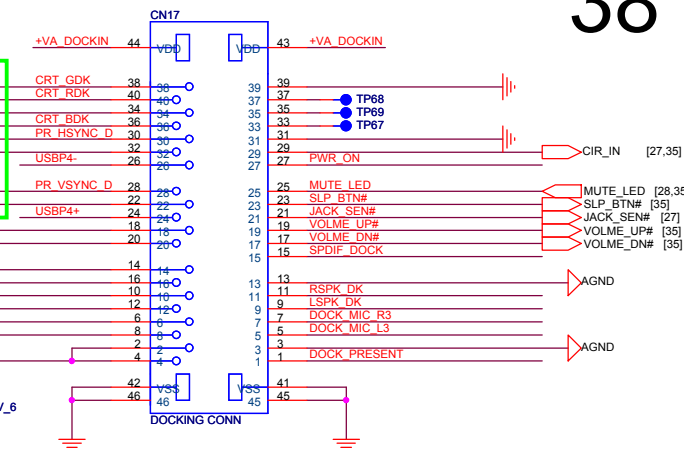 38
CN17
+VA_DOCKIN 44 VDD VDD 43 +VA_DOCKIN
CRT_GDK 38 38 39 39
CRT_RDK 40 40 37 37 TP68
34 34 35 35 TP69
CRT_BDK 36 36 33 33 TP67
PR_HSYNC_D 30 30 31 31
32 32 29 29 CIR_IN [27,35]
USBP4- 26 26 27 27 PWR_ON
PR_VSYNC_D 28 28 25 25 MUTE_LED MUTE_LED [28,35
22 22 23 23 SLP_BTN# SLP_BTN# [35]
USBP4+ 24 24 21 21 JACK_SEN# JACK_SEN# [27]
18 18 19 19 VOLME_UP# VOLME_UP# [35]
20 20 17 17 VOLME_DN# VOLME_DN# [35]
15 15 SPDIF_DOCK
14 14 13 13 AGND
16 16 11 11 RSPK_DK
10 10 9 9 LSPK_DK
12 12 7 7 DOCK_MIC_R3
6 6 5 5 DOCK_MIC_L3
8 8
2 2 3 3 AGND
4 4 1 1 DOCK_PRESENT
42 VSS VSS 41
46 46 45 45
V_6
DOCKING CONN